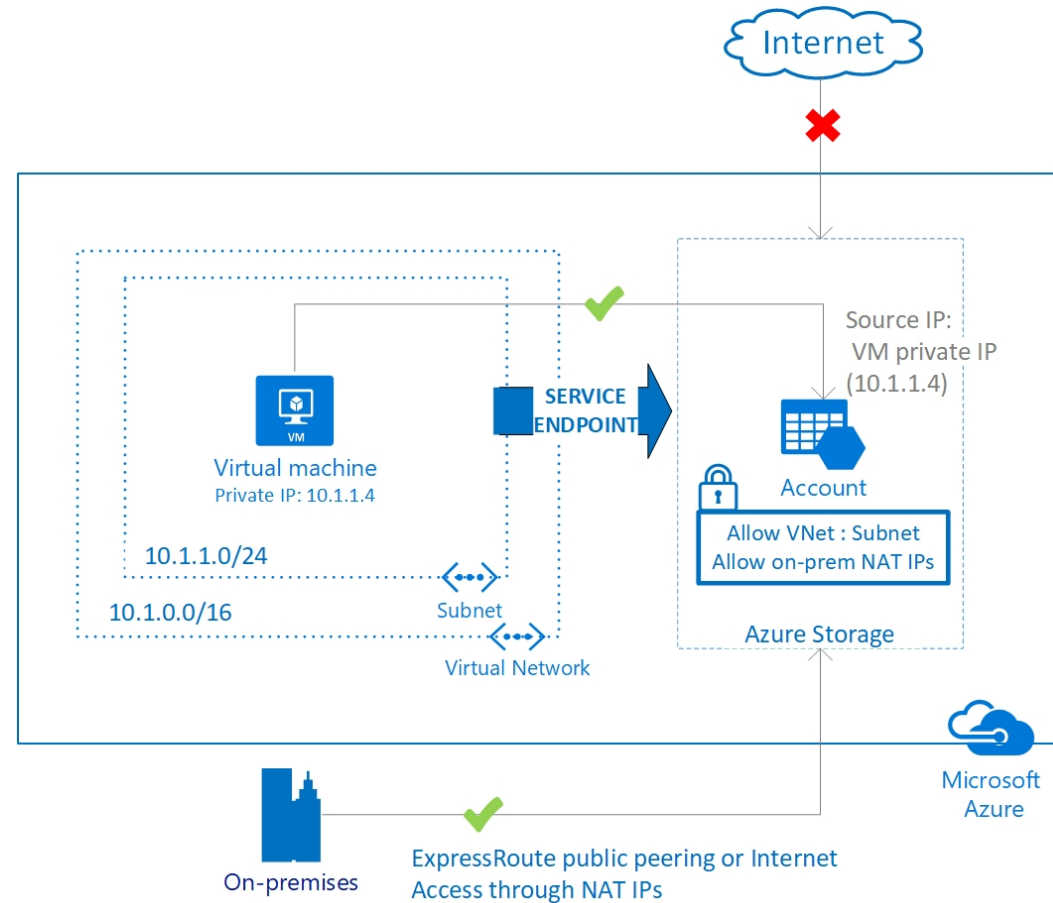 Internet
Source IP:
VM private IP
(10.1.1.4)
SERVICE
ENDPOINT
VM
Virtual machine
Private IP: 10.1.1.4
Account
Allow VNet : Subnet
Allow on-prem NAT IPs
10.1.1.0/24
10.1.0.0/16
Subnet
Azure Storage
Virtual Network
Microsoft
Azure
On-premises
ExpressRoute public peering or Internet
Access through NAT IPs